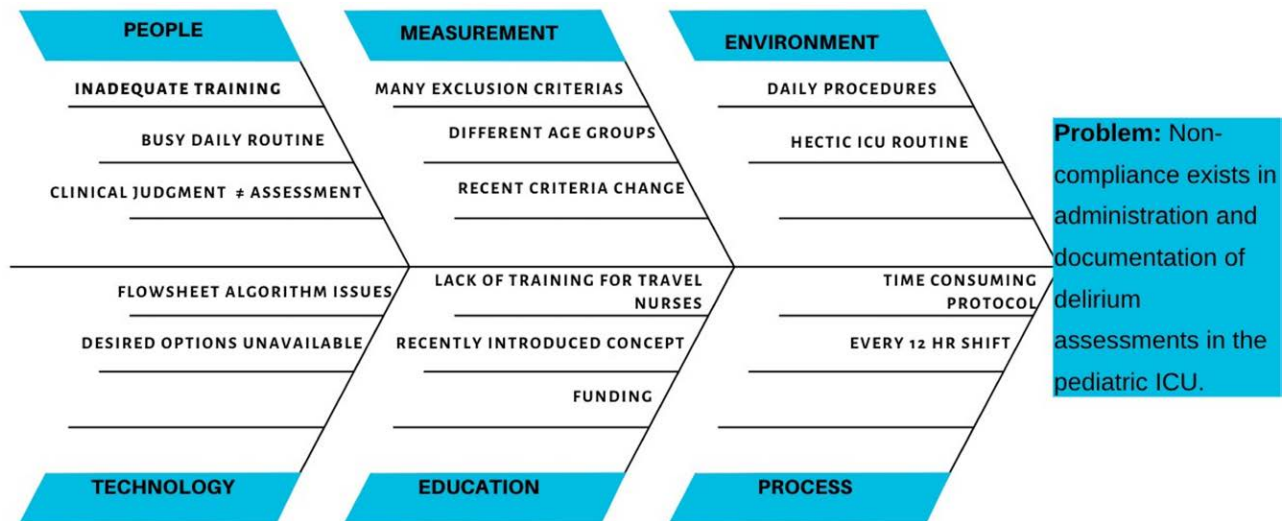 PEOPLE
MEASUREMENT
ENVIRONMENT
INADEQUATE TRAINING
BUSY DAILY ROUTINE
CLINICAL JUDGMENT ≠ ASSESSMENT
MANY EXCLUSION CRITERIAS
DIFFERENT AGE GROUPS
RECENT CRITERIA CHANGE
DAILY PROCEDURES
HECTIC ICU ROUTINE
Problem: Non-
compliance exists in
administration and
documentation of
delirium
assessments in the
pediatric ICU.
FLOWSHEET ALGORITHM ISSUES
DESIRED OPTIONS UNAVAILABLE
LACK OF TRAINING FOR TRAVEL
NURSES
RECENTLY INTRODUCED CONCEPT
FUNDING
TIME CONSUMING
PROTOCOL
EVERY 12 HR SHIFT
TECHNOLOGY
EDUCATION
PROCESS